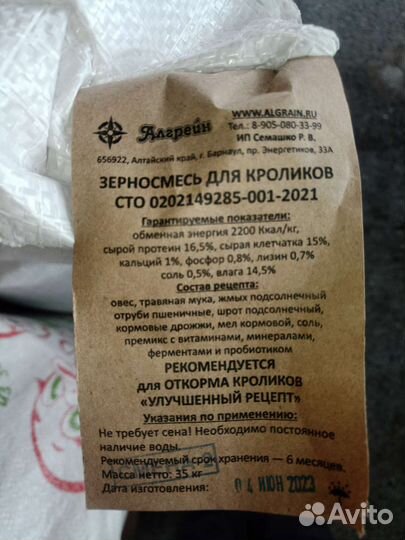 WWW.ALGRAIN.RU
Алгрейн
Тел.: 8-905-080-33-99
ИП Семашко Р. В.
656922, Алтайский край, г. Барнаул, пр. Энергетиков, 33А
ЗЕРНОСМЕСЬ ДЛЯ КРОЛИКОВ
СТО 0202149285-001-2021
Гарантируемые показатели:
обменная энергия 2200 Ккал/кг,
сырой протеин 16,5%, сырая клетчатка 15%,
кальций 1%, фосфор 0,8%, лизин 0,7%
соль 0,5%, влага 14,5%
Состав рецепта:
овес, травяная мука, жмых подсолнечный
отруби пшеничные, шрот подсолнечный,
кормовые дрожжи, мел кормовой, соль,
премикс с витаминами, минералами,
ферментами и пробиотиком
РЕКОМЕНДУЕТСЯ
для ОТКОРМА КРОЛИКОВ
«УЛУЧШЕННЫЙ РЕЦЕПТ»
Указания по применению:
Не требует сена! Необходимо постоянное
наличие воды.
Рекомендуемый срок хранения — 6 месяцев.
Масса нетто: 35 кг
Дата изготовления: 04 ИЮН 2023
Avito